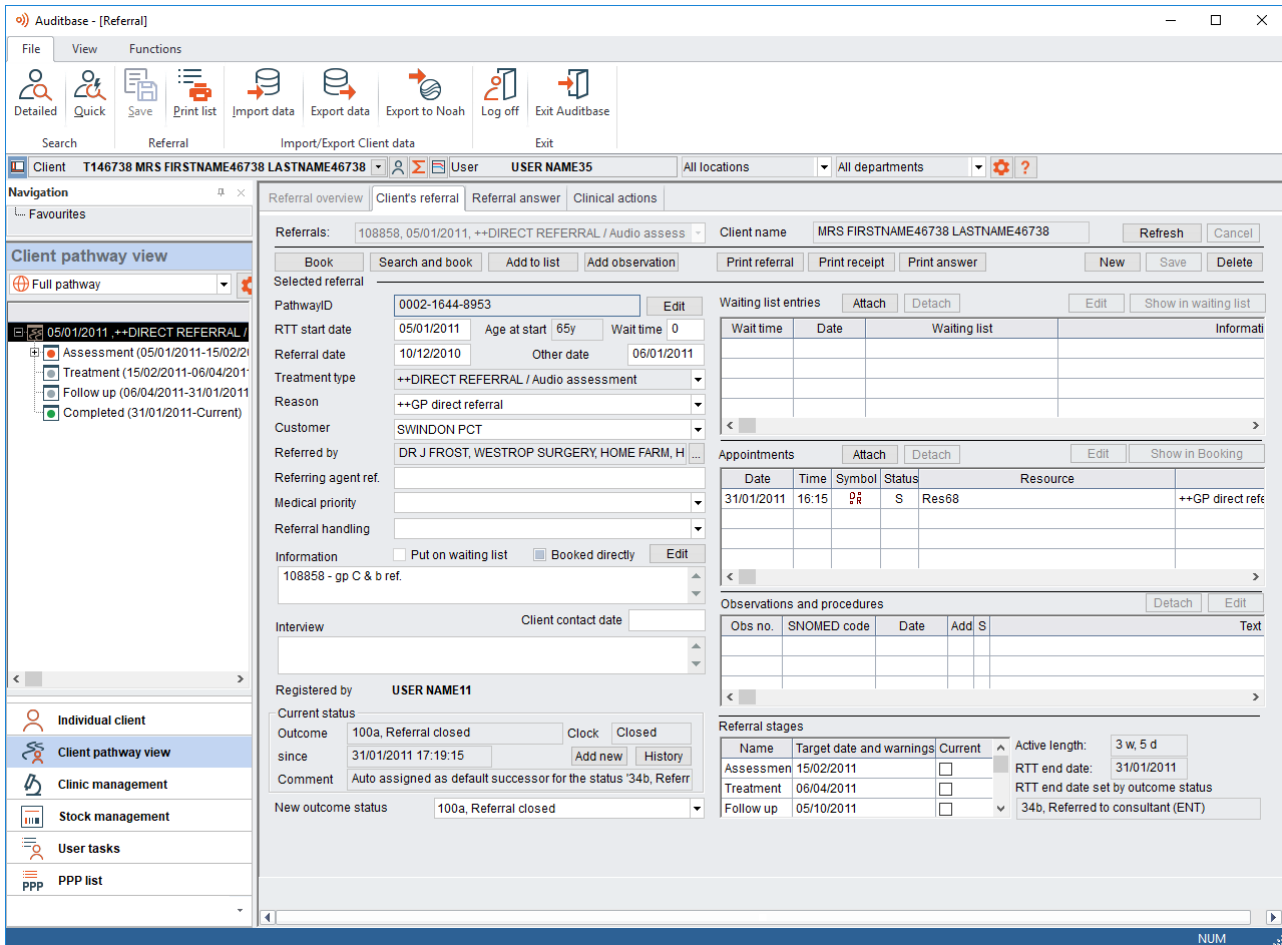 Auditbase - [Referral]
File View Functions
Detailed Quick Save Print list Import data Export data Export to Noah Log off Exit Auditbase
Search Referral Import/Export Client data Exit
Client T146738 MRS FIRSTNAME46738 LASTNAME46738 User USER NAME35 All locations All departments ?
Navigation
Favourites
Client pathway view
Full pathway
05/01/2011 ,++DIRECT REFERRAL /
Assessment (05/01/2011-15/02/20
Treatment (15/02/2011-06/04/2011
Follow up (06/04/2011-31/01/2011
Completed (31/01/2011-Current)
Individual client
Client pathway view
Clinic management
Stock management
User tasks
PPP PPP list
Referral overview Client's referral Referral answer Clinical actions
Referrals: 108858, 05/01/2011, ++DIRECT REFERRAL / Audio assess Client name MRS FIRSTNAME46738 LASTNAME46738 Refresh Cancel
Book Search and book Add to list Add observation Print referral Print receipt Print answer New Save Delete
Selected referral
PathwayID 0002-1644-8953 Edit
RTT start date 05/01/2011 Age at start 65y Wait time 0
Referral date 10/12/2010 Other date 06/01/2011
Treatment type ++DIRECT REFERRAL / Audio assessment
Reason ++GP direct referral
Customer SWINDON PCT
Referred by DR J FROST, WESTROP SURGERY, HOME FARM, H ...
Referring agent ref.
Medical priority
Referral handling
Information Put on waiting list Booked directly Edit
108858 - gp C & b ref.
Client contact date
Interview
Registered by USER NAME11
Current status
Outcome 100a, Referral closed Clock Closed
since 31/01/2011 17:19:15 Add new History
Comment Auto assigned as default successor for the status '34b, Referr
New outcome status 100a, Referral closed
Waiting list entries Attach Detach Edit Show in waiting list
Wait time Date Waiting list Informati
Appointments Attach Detach Edit Show in Booking
Date Time Symbol Status Resource
31/01/2011 16:15 S Res68 ++GP direct refe
Observations and procedures Detach Edit
Obs no. SNOMED code Date Add S Text
Referral stages
Name Target date and warnings Current
Assessmen 15/02/2011
Treatment 06/04/2011
Follow up 05/10/2011
Active length: 3 w, 5 d
RTT end date: 31/01/2011
RTT end date set by outcome status
34b, Referred to consultant (ENT)
NUM